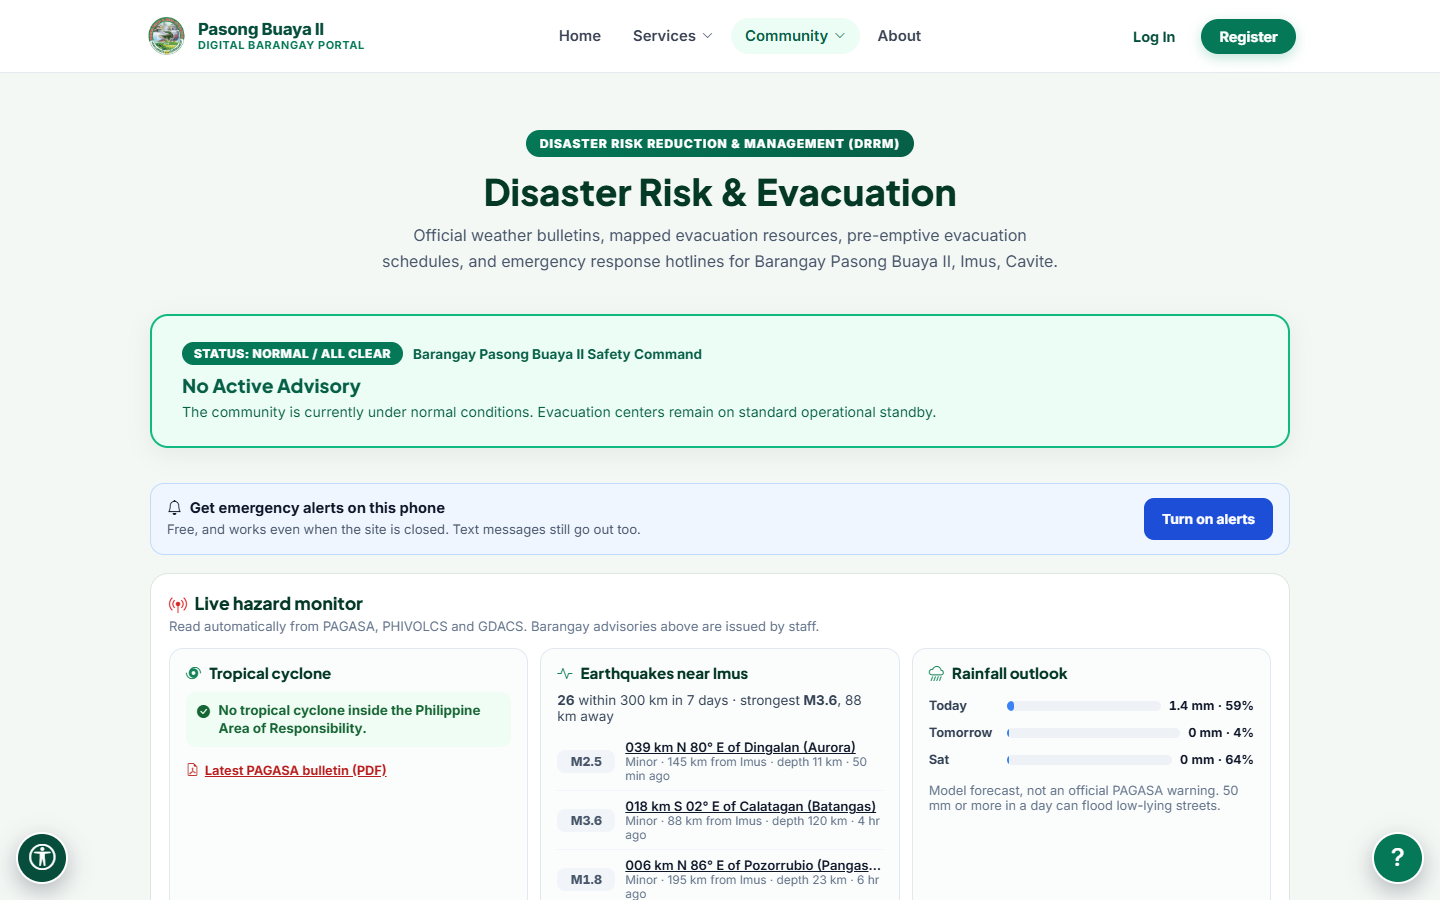 Pasong Buaya II
DIGITAL BARANGAY PORTAL
Home
Services
Community
About
Log In
Register
DISASTER RISK REDUCTION & MANAGEMENT (DRRM)
Disaster Risk & Evacuation
Official weather bulletins, mapped evacuation resources, pre-emptive evacuation
schedules, and emergency response hotlines for Barangay Pasong Buaya II, Imus, Cavite.
STATUS: NORMAL / ALL CLEAR
Barangay Pasong Buaya II Safety Command
No Active Advisory
The community is currently under normal conditions. Evacuation centers remain on standard operational standby.
Get emergency alerts on this phone
Free, and works even when the site is closed. Text messages still go out too.
Turn on alerts
Live hazard monitor
Read automatically from PAGASA, PHIVOLCS and GDACS. Barangay advisories above are issued by staff.
Tropical cyclone
No tropical cyclone inside the Philippine
Area of Responsibility.
Latest PAGASA bulletin (PDF)
Earthquakes near Imus
26 within 300 km in 7 days · strongest M3.6, 88
km away
M2.5
039 km N 80° E of Dingalan (Aurora)
Minor · 145 km from Imus · depth 11 km · 50
min ago
M3.6
018 km S 02° E of Calatagan (Batangas)
Minor · 88 km from Imus · depth 120 km · 4 hr
ago
M1.8
006 km N 86° E of Pozorrubio (Pangas...
Minor · 195 km from Imus · depth 23 km · 6 hr
ago
Rainfall outlook
Today 1.4 mm · 59%
Tomorrow 0 mm · 4%
Sat 0 mm · 64%
Model forecast, not an official PAGASA warning. 50
mm or more in a day can flood low-lying streets.
?